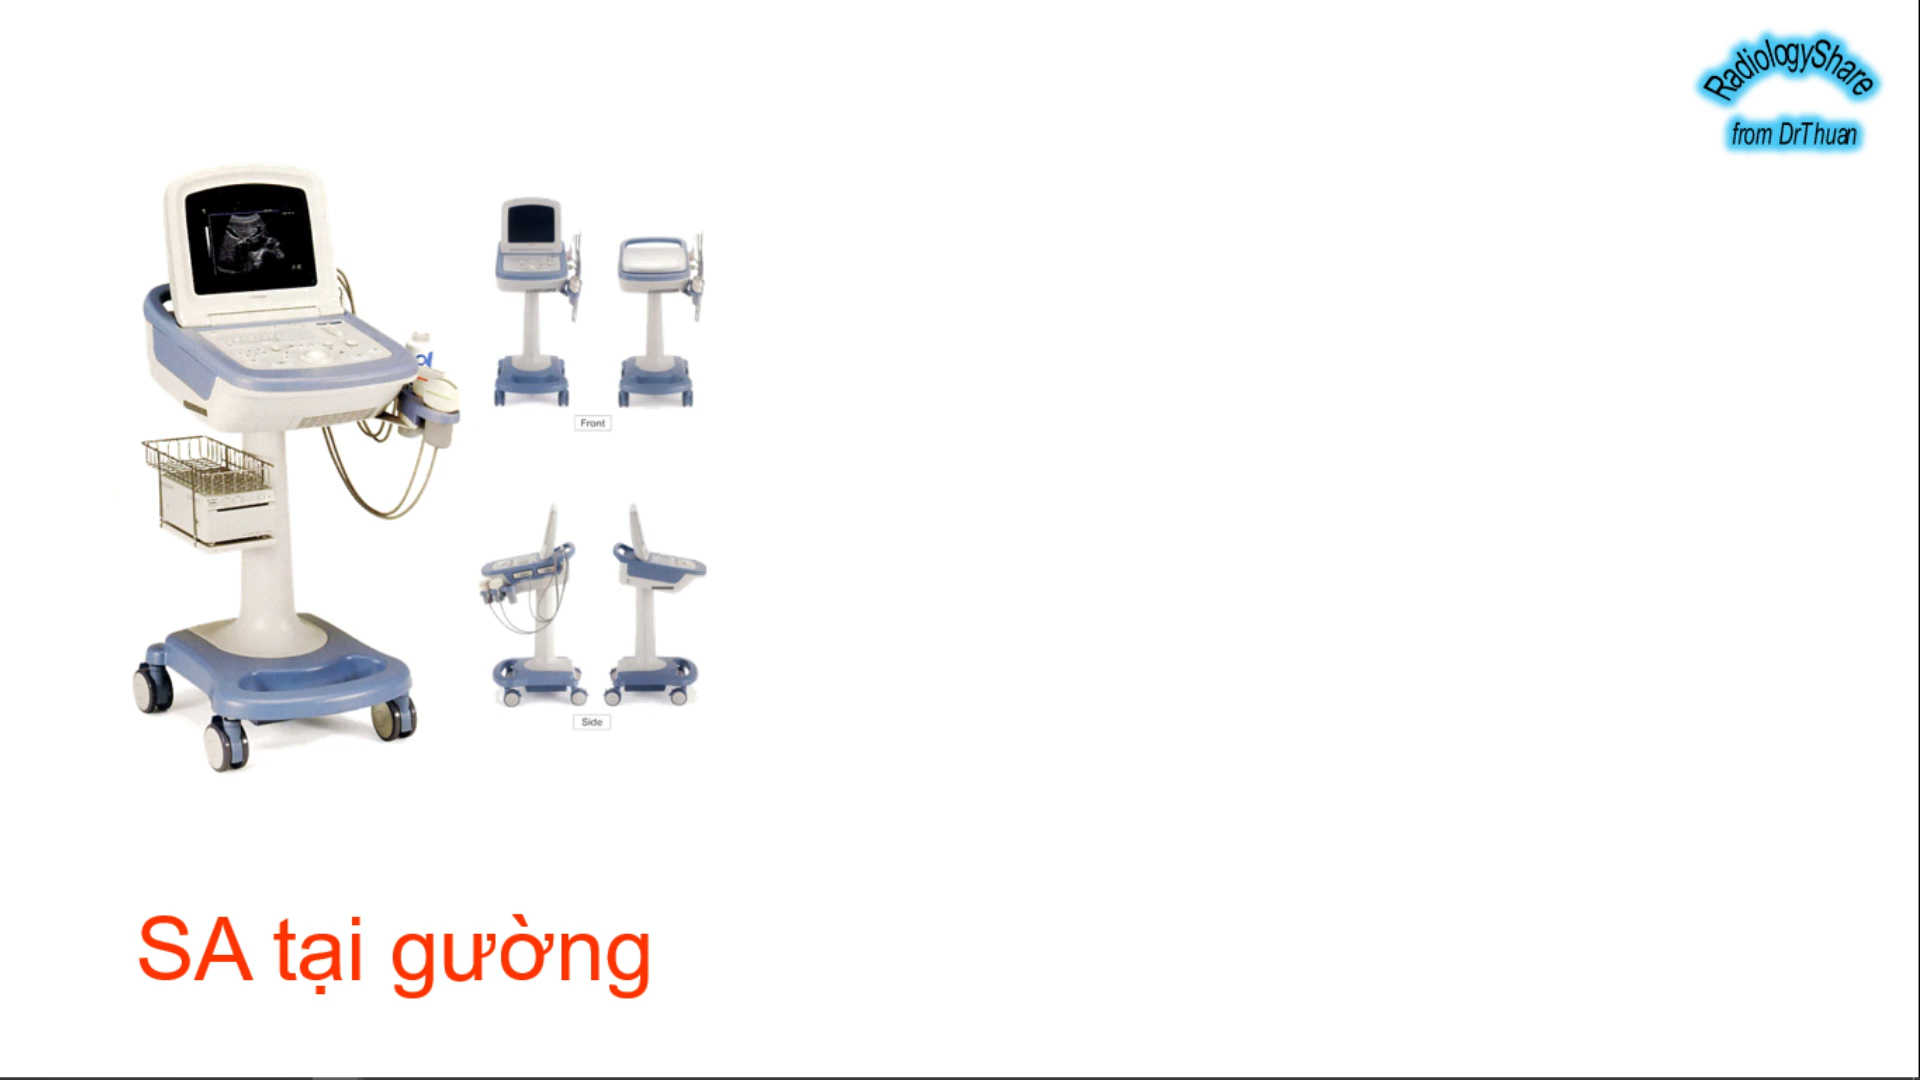 RadiologyShare
from DrThuan
Front
Side
SA tại gường